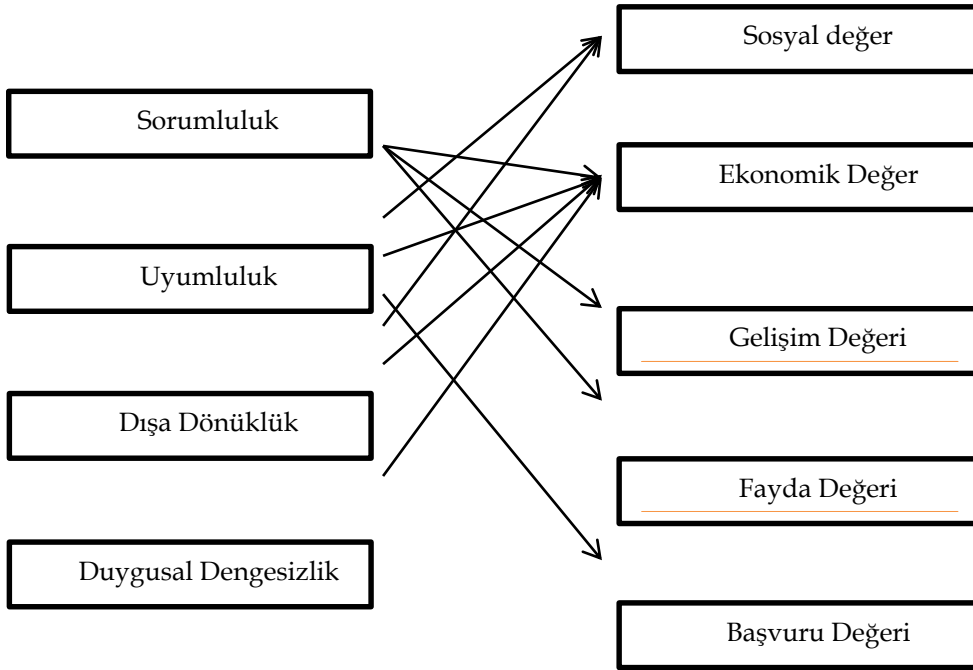 Sosyal değer
Sorumluluk
Ekonomik Değer
Uyumluluk
Gelişim Değeri
Dışa Dönüklük
Fayda Değeri
Duygusal Dengesizlik
Başvuru Değeri